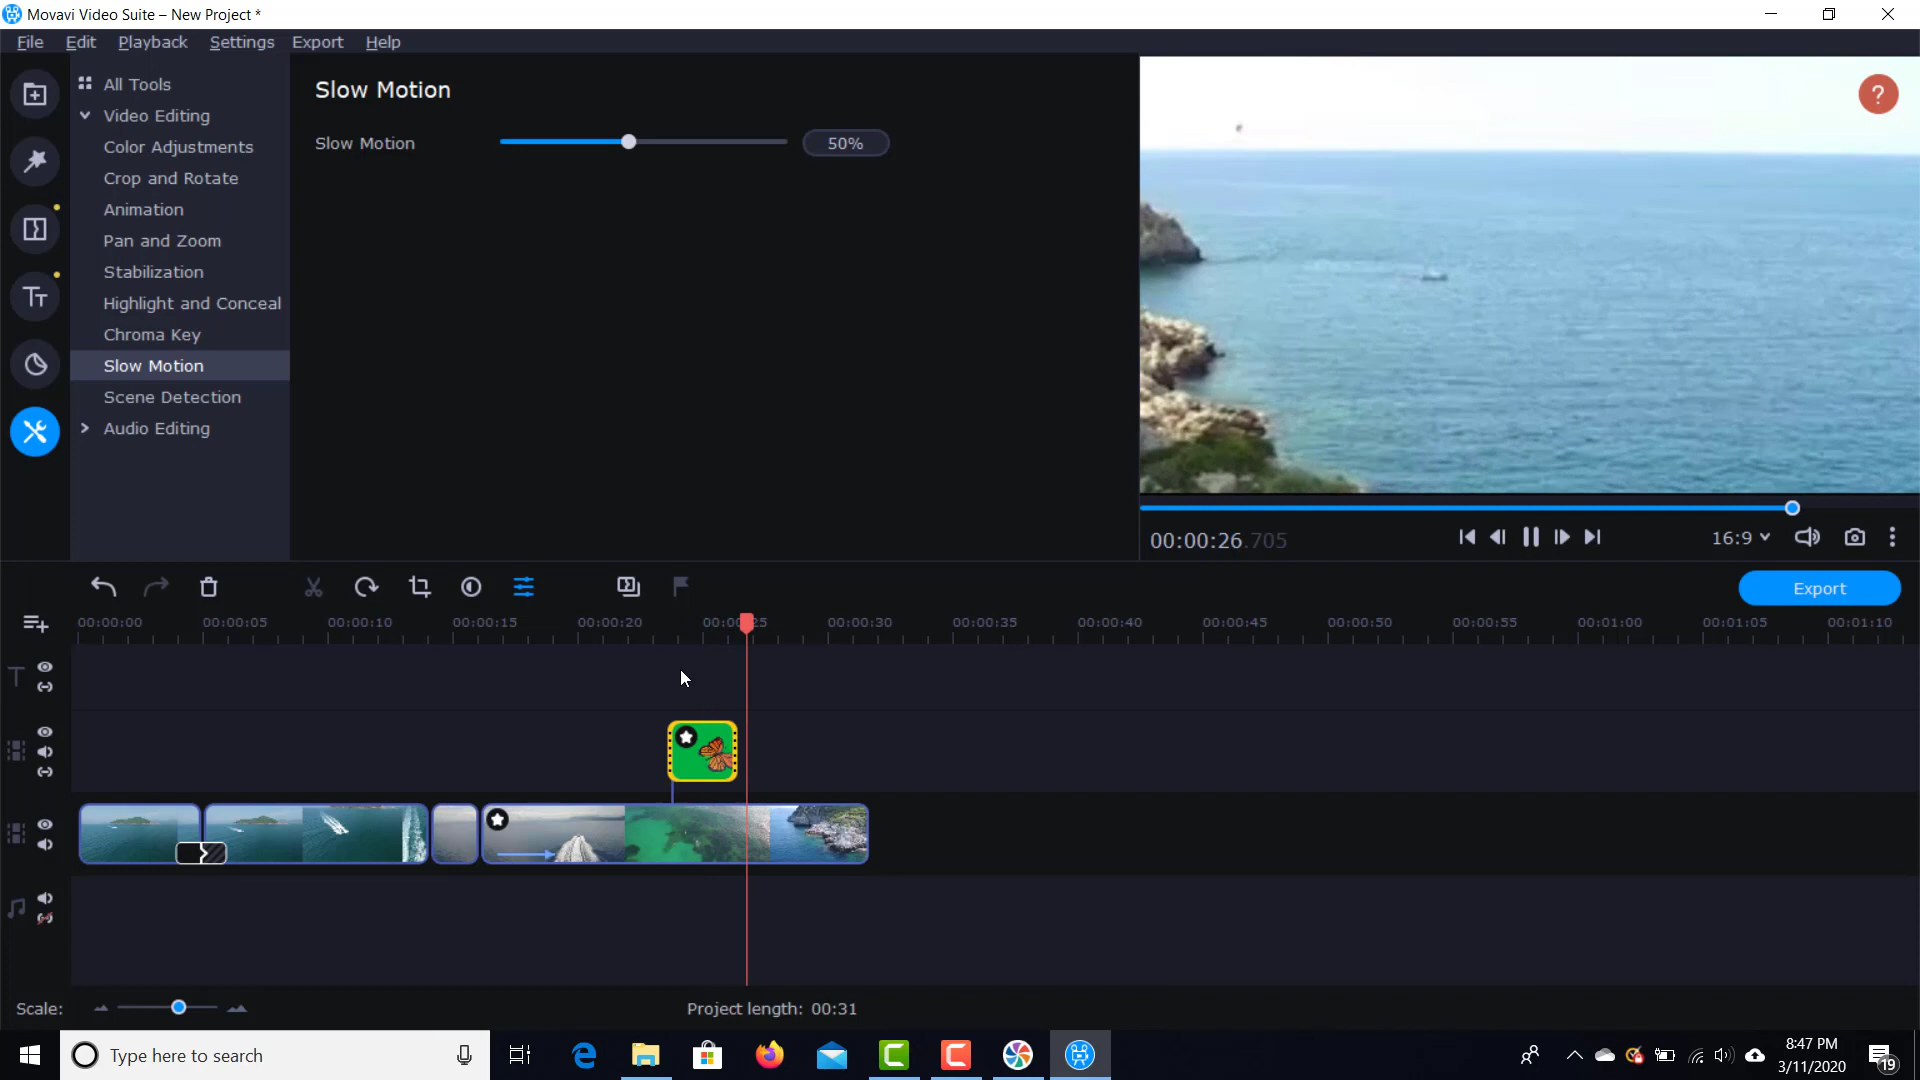 Movavi Video Suite – New Project *
File Edit Playback Settings Export Help
All Tools
Video Editing
Color Adjustments
Crop and Rotate
Animation
Pan and Zoom
Stabilization
Highlight and Conceal
Chroma Key
Slow Motion
Scene Detection
Audio Editing
Slow Motion
Slow Motion 50%
?
00:00:26.705
16:9
Export
00:00:00 00:00:05 00:00:10 00:00:15 00:00:20 00:00:25 00:00:30 00:00:35 00:00:40 00:00:45 00:00:50 00:00:55 00:01:00 00:01:05 00:01:10
Scale:
Project length: 00:31
Type here to search
8:47 PM
3/11/2020
19